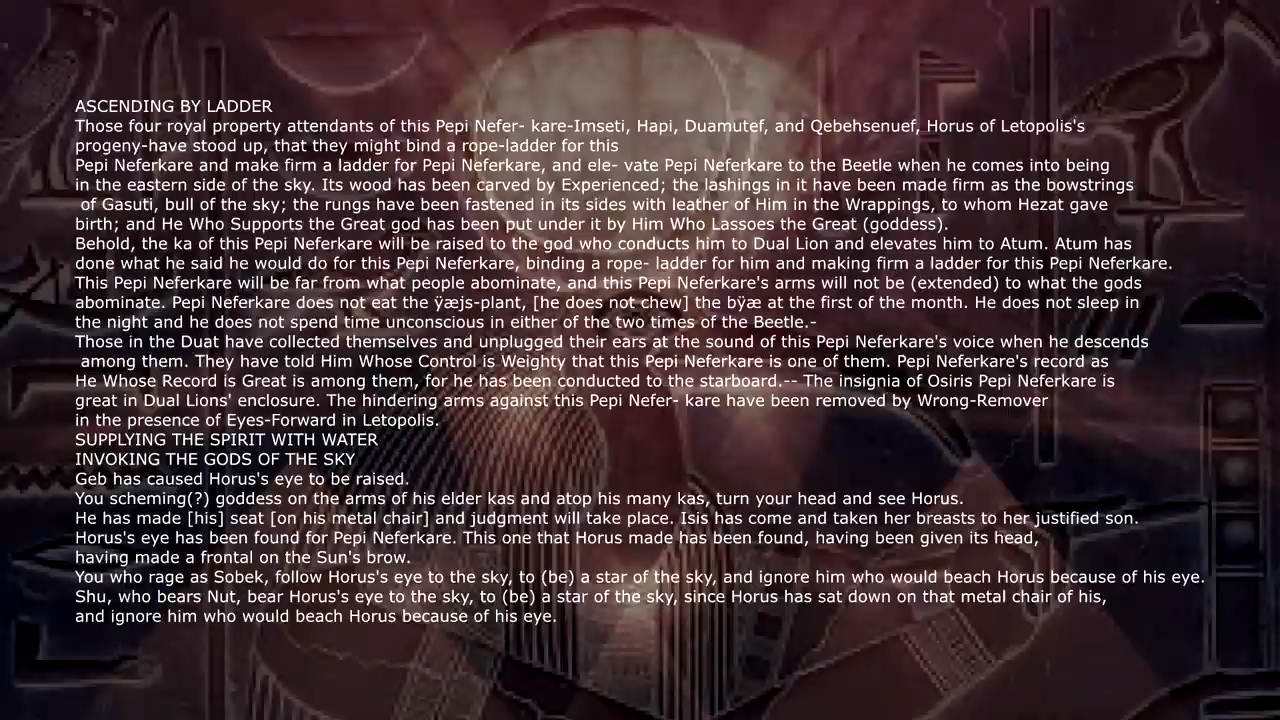 ASCENDING BY LADDER
Those four royal property attendants of this Pepi Nefer- kare-Imseti, Hapi, Duamutef, and Qebehsenuef, Horus of Letopolis's
progeny-have stood up, that they might bind a rope-ladder for this
Pepi Neferkare and make firm a ladder for Pepi Neferkare, and ele- vate Pepi Neferkare to the Beetle when he comes into being
in the eastern side of the sky. Its wood has been carved by Experienced; the lashings in it have been made firm as the bowstrings
of Gasuti, bull of the sky; the rungs have been fastened in its sides with leather of Him in the Wrappings, to whom Hezat gave
birth; and He Who Supports the Great god has been put under it by Him Who Lassoes the Great (goddess).
Behold, the ka of this Pepi Neferkare will be raised to the god who conducts him to Dual Lion and elevates him to Atum. Atum has
done what he said he would do for this Pepi Neferkare, binding a rope- ladder for him and making firm a ladder for this Pepi Neferkare.
This Pepi Neferkare will be far from what people abominate, and this Pepi Neferkare's arms will not be (extended) to what the gods
abominate. Pepi Neferkare does not eat the ÿæjs-plant, [he does not chew] the bÿæ at the first of the month. He does not sleep in
the night and he does not spend time unconscious in either of the two times of the Beetle.-
Those in the Duat have collected themselves and unplugged their ears at the sound of this Pepi Neferkare's voice when he descends
among them. They have told Him Whose Control is Weighty that this Pepi Neferkare is one of them. Pepi Neferkare's record as
He Whose Record is Great is among them, for he has been conducted to the starboard.-- The insignia of Osiris Pepi Neferkare is
great in Dual Lions' enclosure. The hindering arms against this Pepi Nefer- kare have been removed by Wrong-Remover
in the presence of Eyes-Forward in Letopolis.
SUPPLYING THE SPIRIT WITH WATER
INVOKING THE GODS OF THE SKY
Geb has caused Horus's eye to be raised.
You scheming(?) goddess on the arms of his elder kas and atop his many kas, turn your head and see Horus.
He has made [his] seat [on his metal chair] and judgment will take place. Isis has come and taken her breasts to her justified son.
Horus's eye has been found for Pepi Neferkare. This one that Horus made has been found, having been given its head,
having made a frontal on the Sun's brow.
You who rage as Sobek, follow Horus's eye to the sky, to (be) a star of the sky, and ignore him who would beach Horus because of his eye.
Shu, who bears Nut, bear Horus's eye to the sky, to (be) a star of the sky, since Horus has sat down on that metal chair of his,
and ignore him who would beach Horus because of his eye.